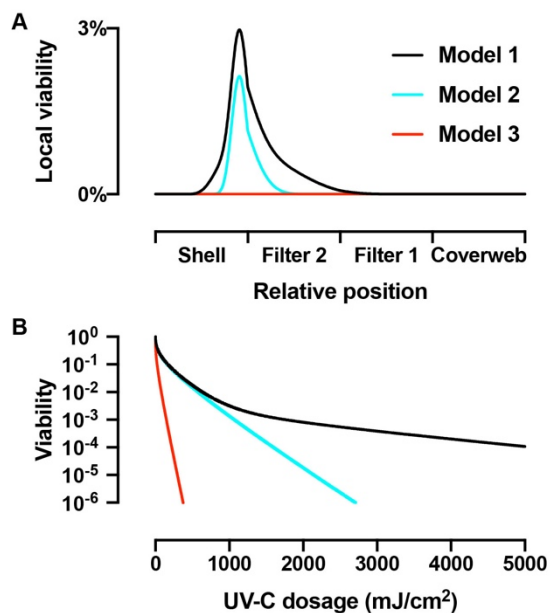 A
3%
Local viability
0%
Model 1
Model 2
Model 3
Shell
Filter 2
Filter 1
Coverweb
Relative position
B
10⁰
10⁻¹
10⁻²
10⁻³
10⁻⁴
10⁻⁵
10⁻⁶
Viability
0
1000
2000
3000
4000
5000
UV-C dosage (mJ/cm²)